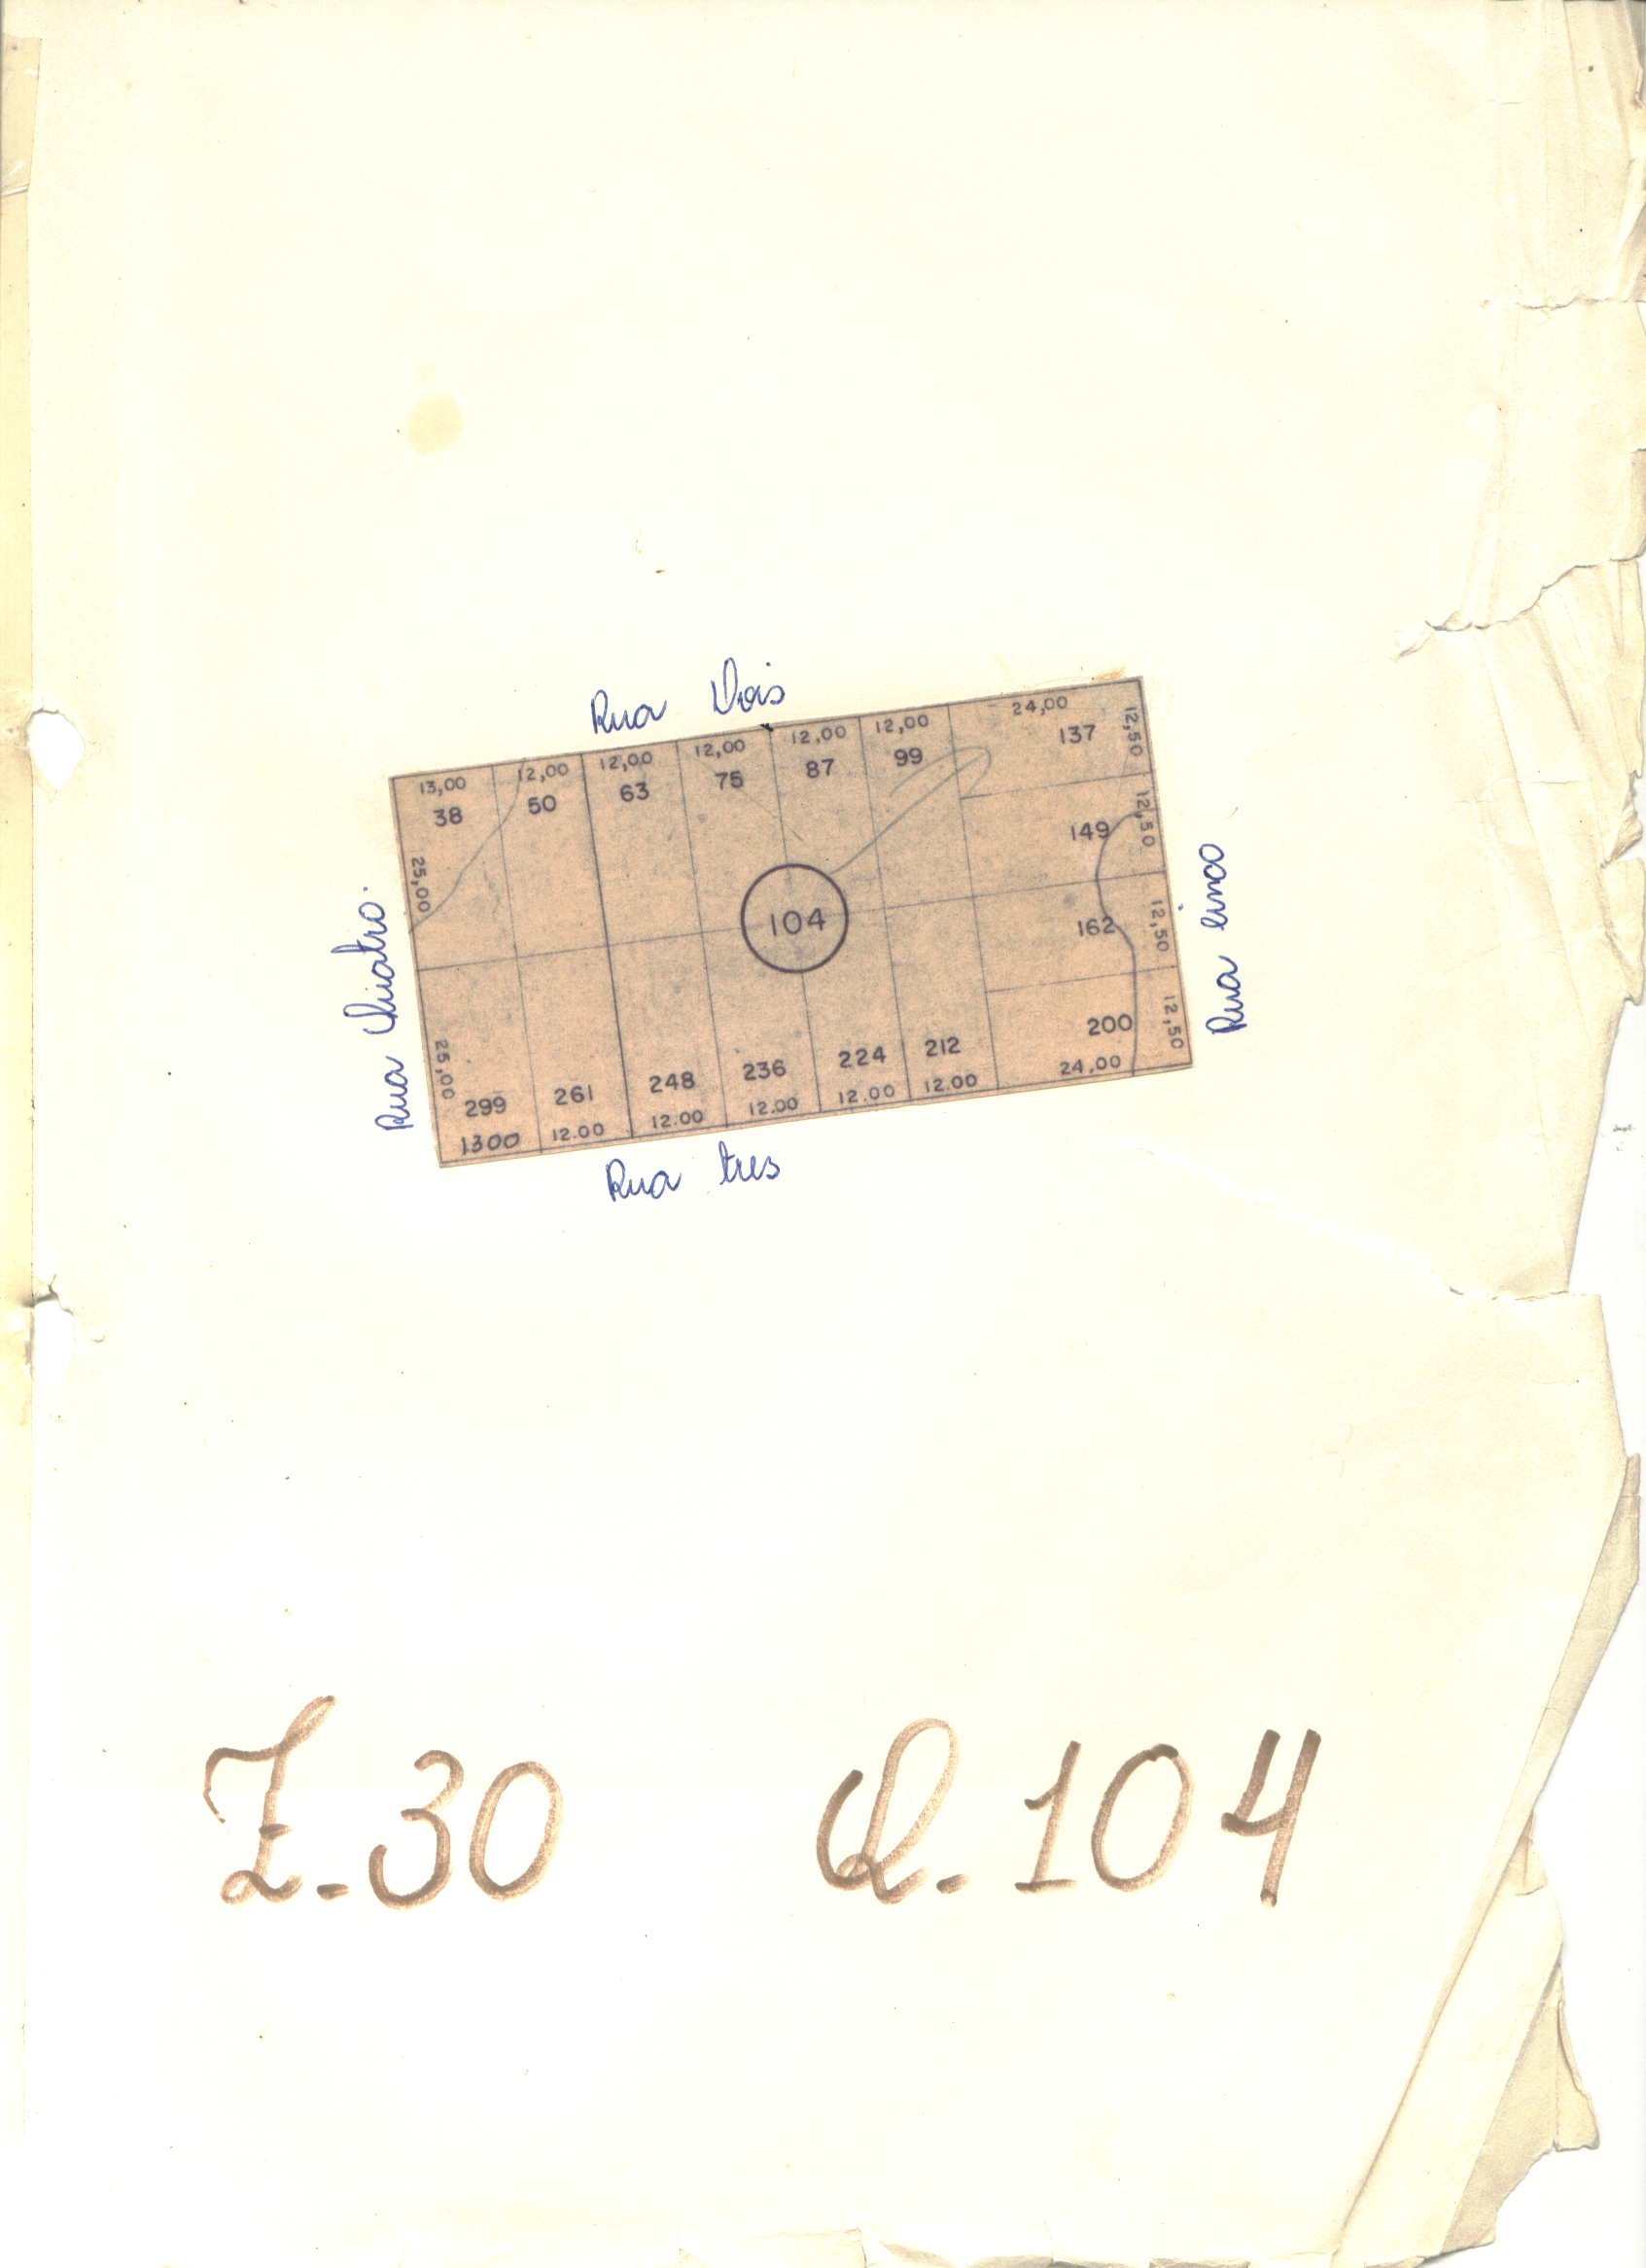 Rua Dois
13,00 12,00 12,00 12,00 12,00 12,00 24,00
38 50 63 75 87 99 137
12,50
149 12,50
25,00
104
162 12,50
Rua Quatro.
Rua cinco
25,00
200 12,50
299 261 248 236 224 212 24,00
1300 12.00 12.00 12.00 12.00 12.00
Rua tres
Z.30 Q.104